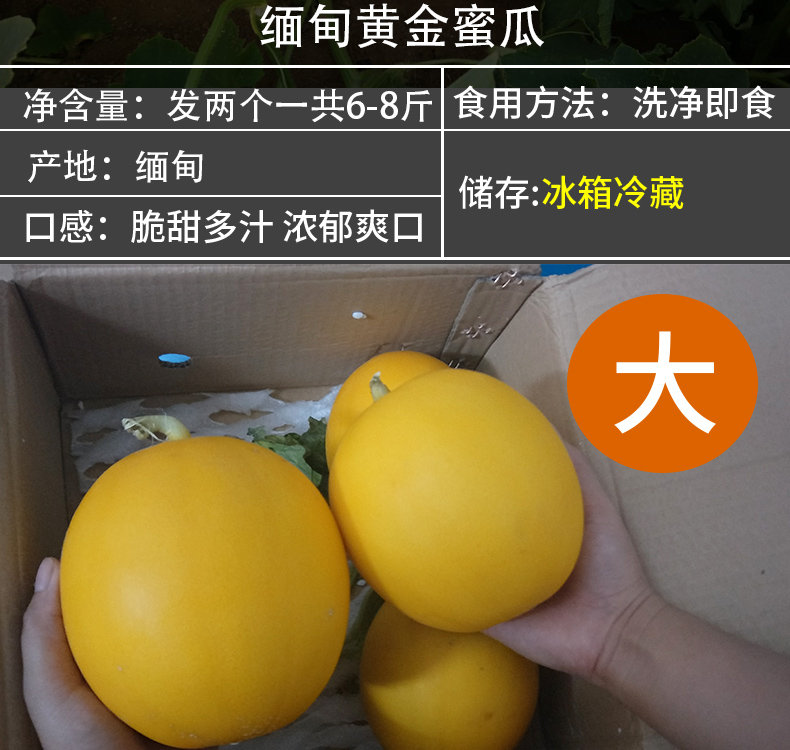 缅甸黄金蜜瓜
净含量：发两个一共6-8斤
食用方法：洗净即食
产地：缅甸
储存:冰箱冷藏
口感：脆甜多汁 浓郁爽口
大